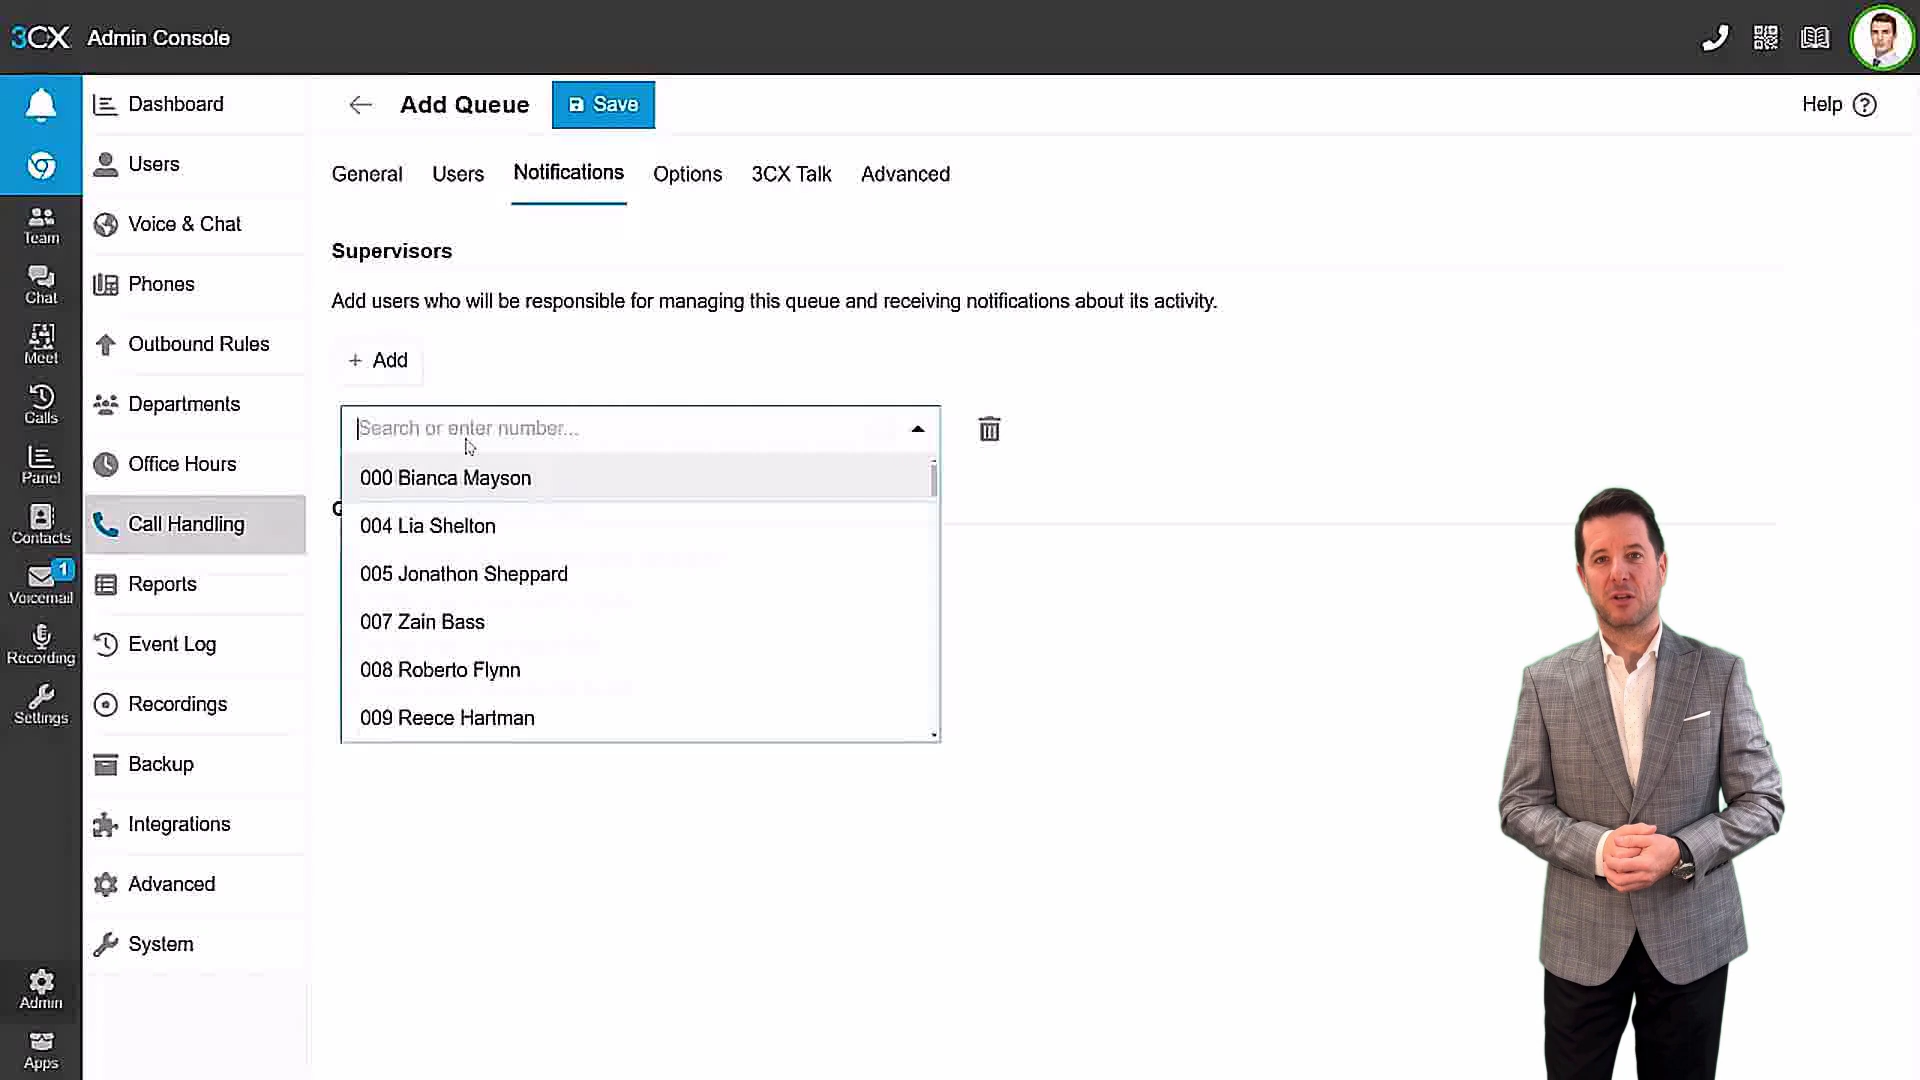 3CX Admin Console
Dashboard
Users
Voice & Chat
Phones
Outbound Rules
Departments
Office Hours
Call Handling
Reports
Event Log
Recordings
Backup
Integrations
Advanced
System
Team
Chat
Meet
Calls
Panel
Contacts
1
Voicemail
Recording
Settings
Admin
Apps
Add Queue
Save
Help
General Users Notifications Options 3CX Talk Advanced
Supervisors
Add users who will be responsible for managing this queue and receiving notifications about its activity.
+ Add
Search or enter number...
000 Bianca Mayson
004 Lia Shelton
005 Jonathon Sheppard
007 Zain Bass
008 Roberto Flynn
009 Reece Hartman